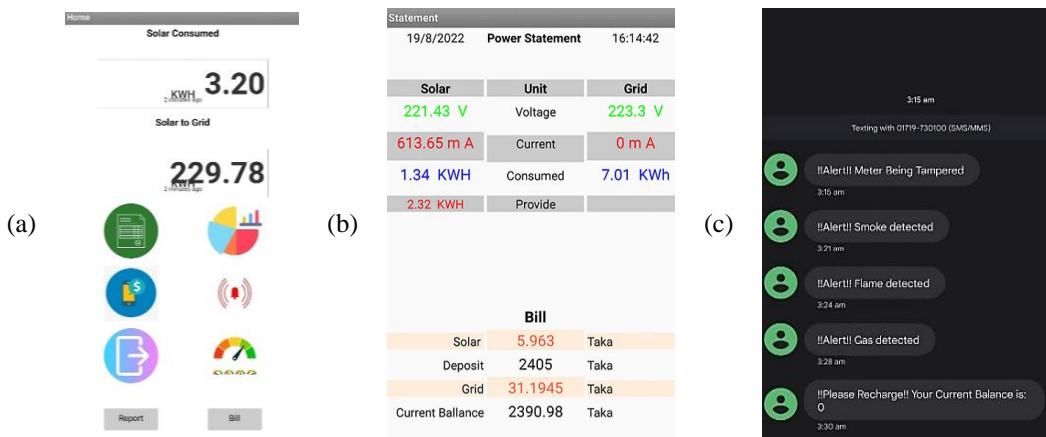 (a)
Home
Solar Consumed
KWH 3.20
2 minutes ago
Solar to Grid
KWH 229.78
2 minutes ago
Report Bill
(b)
Statement
19/8/2022 Power Statement 16:14:42
Solar Unit Grid
221.43 V Voltage 223.3 V
613.65 m A Current 0 m A
1.34 KWH Consumed 7.01 KWh
2.32 KWH Provide
Bill
Solar 5.963 Taka
Deposit 2405 Taka
Grid 31.1945 Taka
Current Ballance 2390.98 Taka
(c)
3:15 am
Texting with 01719-730100 (SMS/MMS)
!!Alert!! Meter Being Tampered
3:15 am
!!Alert!! Smoke detected
3:21 am
!!Alert!! Flame detected
3:24 am
!!Alert!! Gas detected
3:28 am
!!Please Recharge!! Your Current Balance is:
0
3:30 am